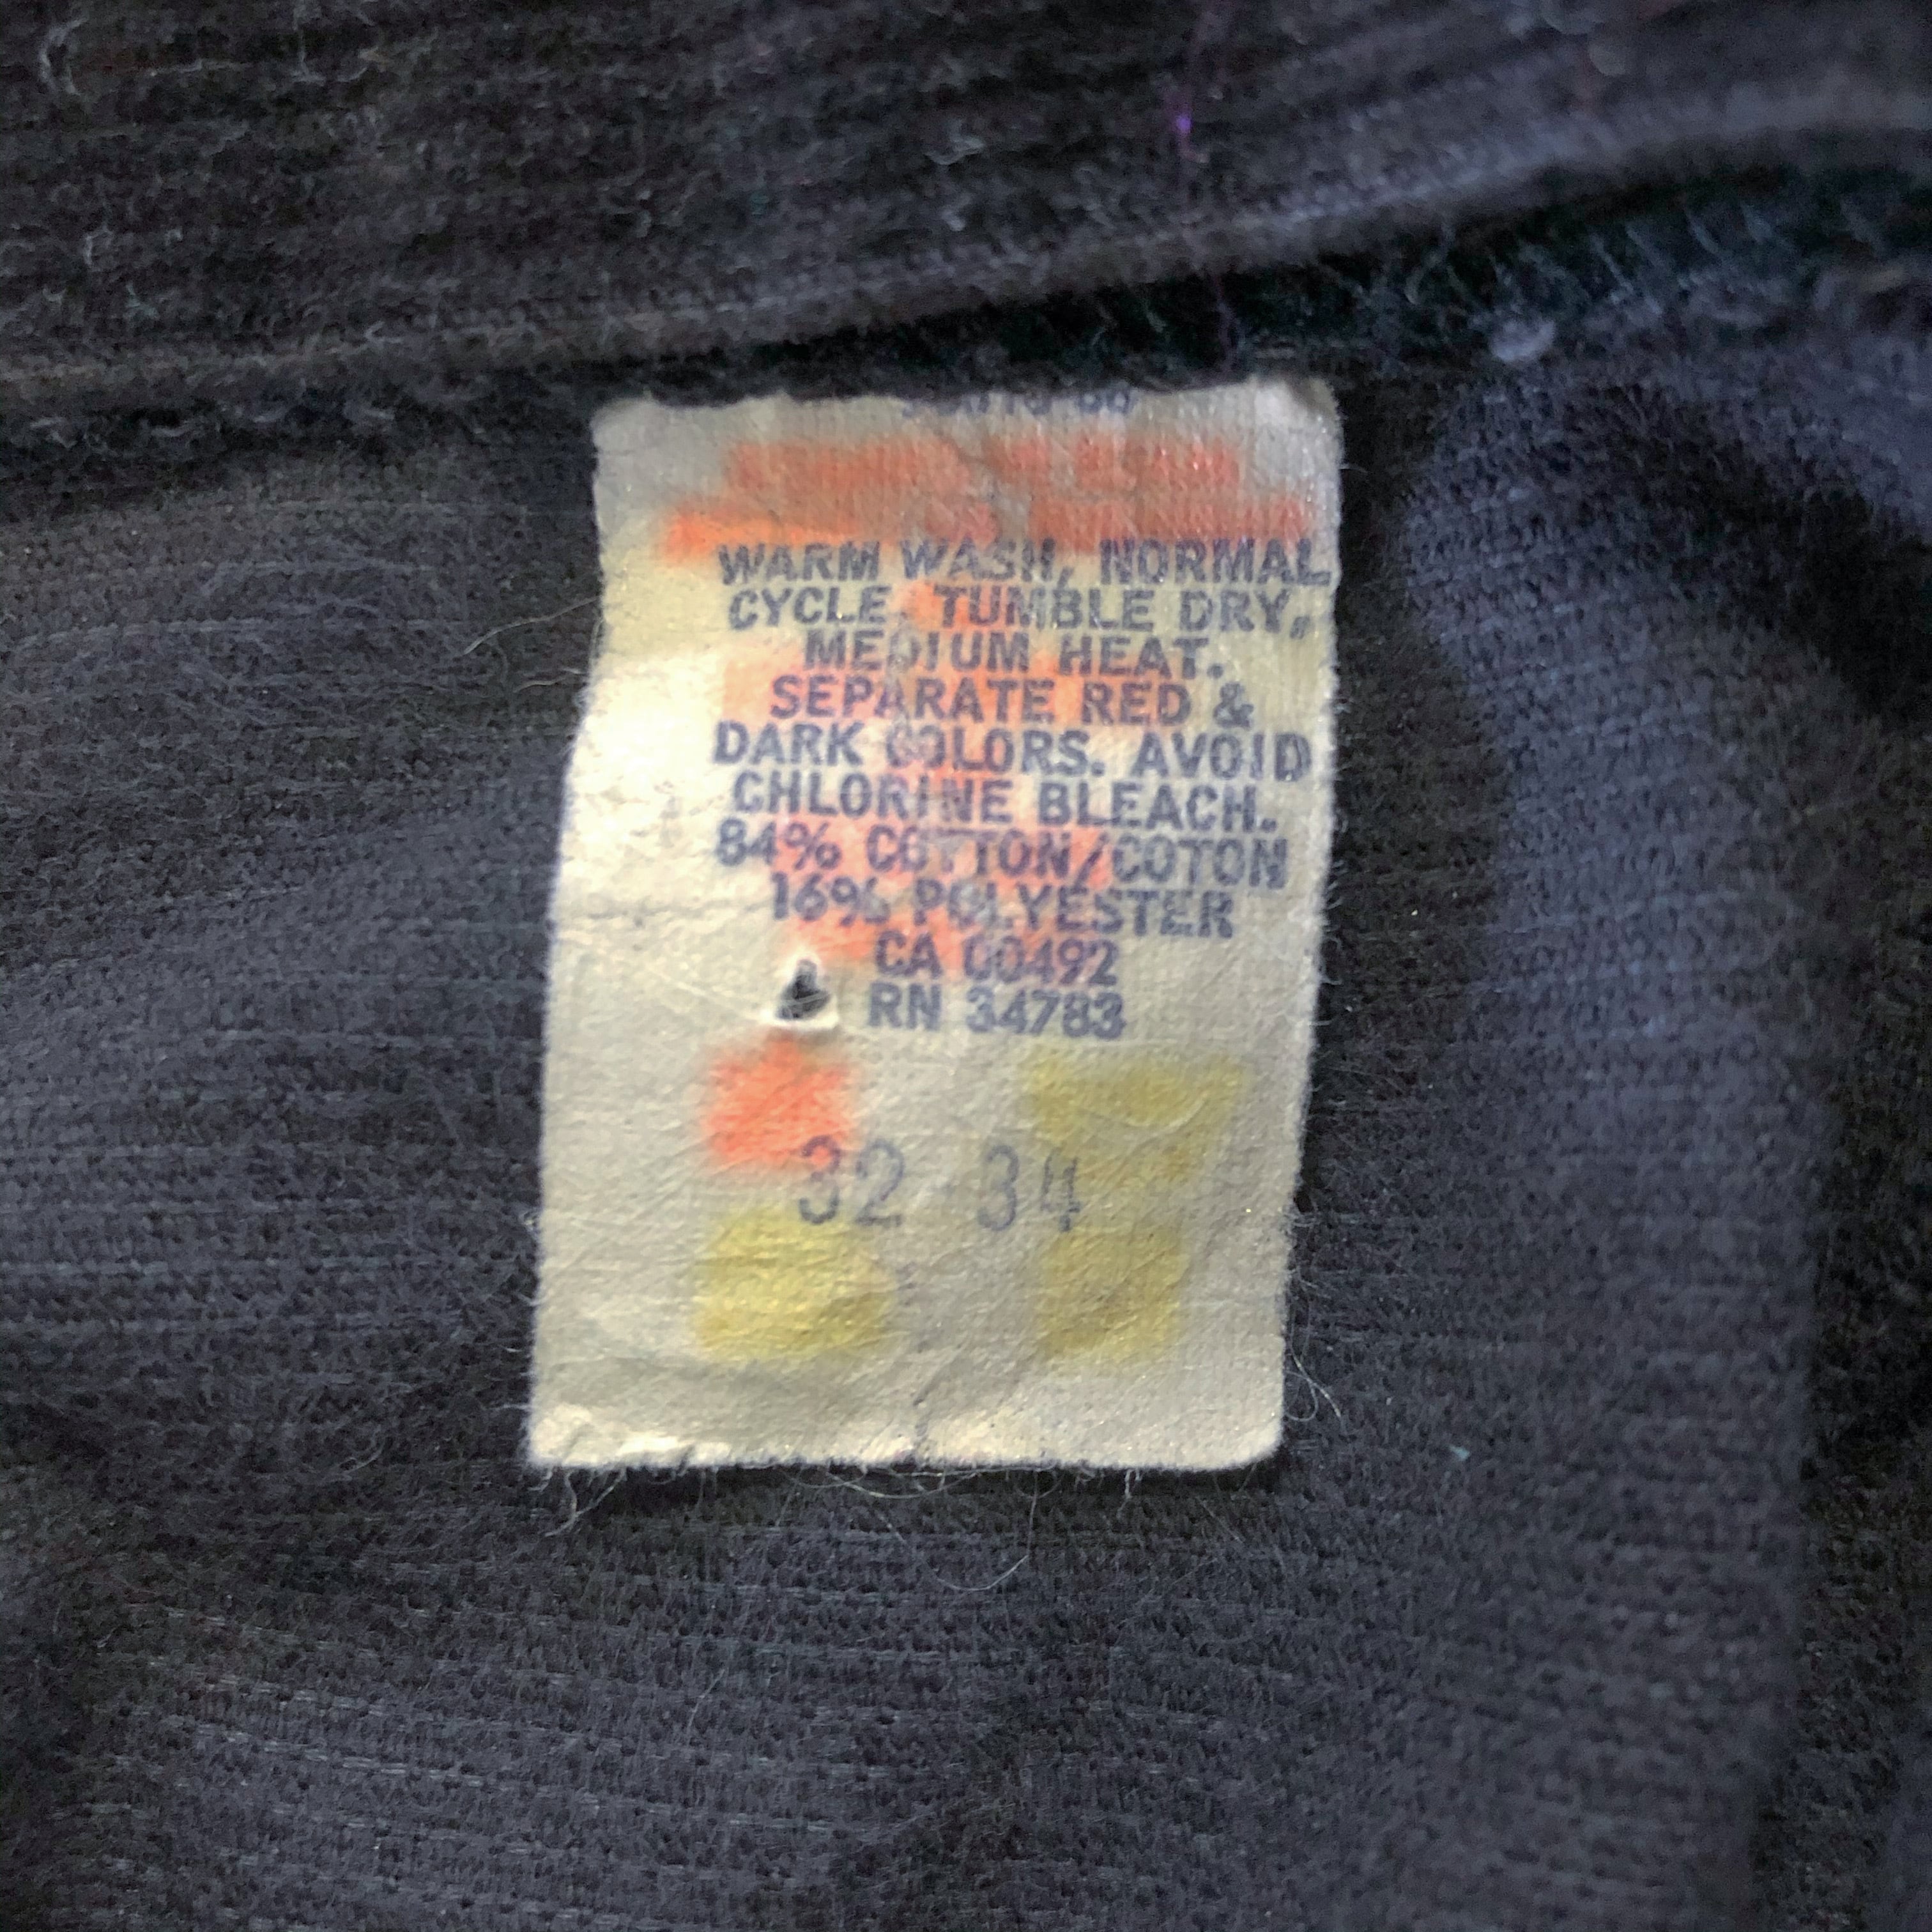 WARM WASH, NORMAL
CYCLE, TUMBLE DRY,
MEDIUM HEAT.
SEPARATE RED &
DARK COLORS. AVOID
CHLORINE BLEACH.
84% COTTON/COTON
16% POLYESTER
CA 00492
RN 34783
32 34